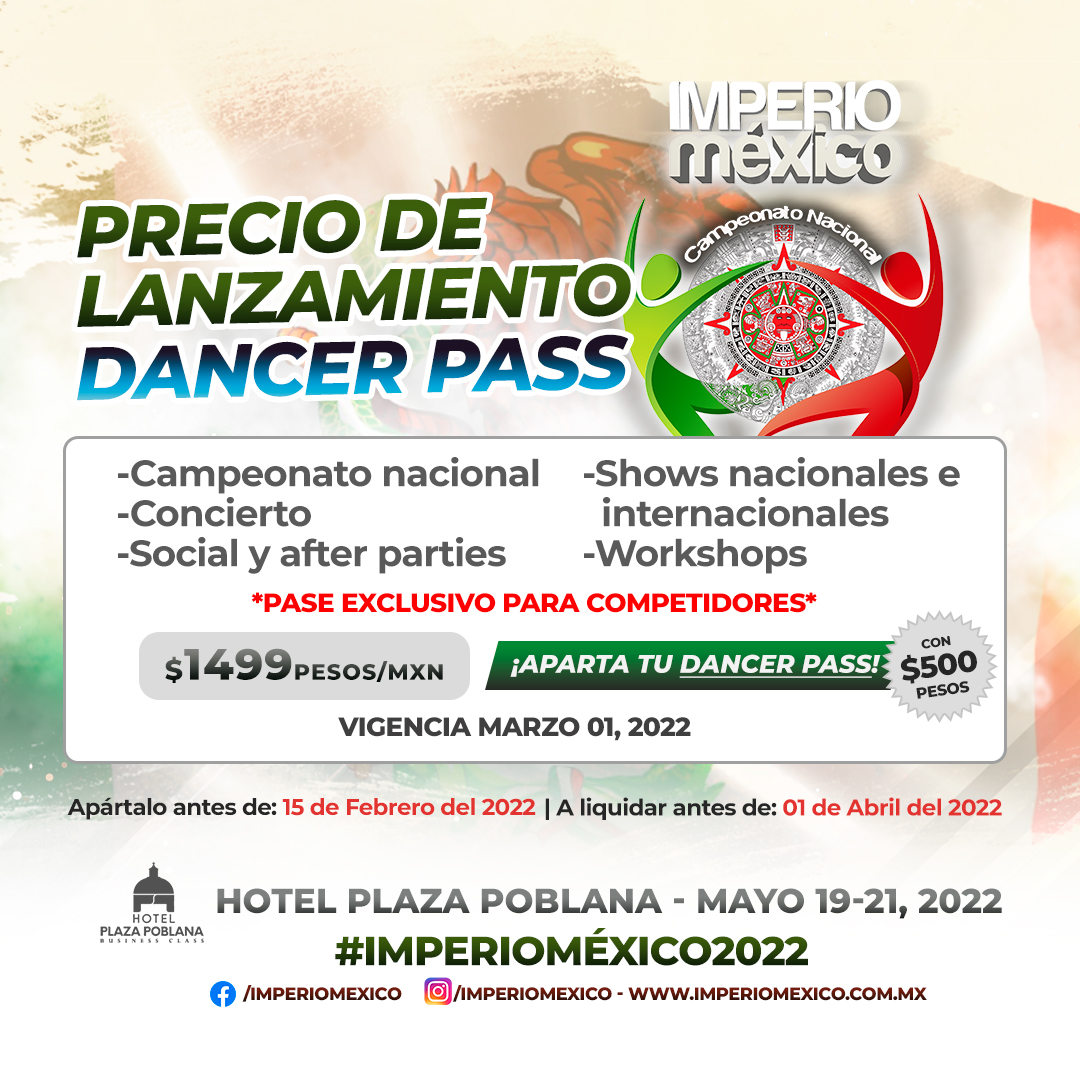 IMPERIO
méxico
Campeonato Nacional
PRECIO DE
LANZAMIENTO
DANCER PASS
-Campeonato nacional
-Concierto
-Social y after parties
-Shows nacionales e
internacionales
-Workshops
*PASE EXCLUSIVO PARA COMPETIDORES*
$1499 PESOS/MXN
¡APARTA TU DANCER PASS!
CON
$500
PESOS
VIGENCIA MARZO 01, 2022
Apártalo antes de: 15 de Febrero del 2022 | A liquidar antes de: 01 de Abril del 2022
HOTEL
PLAZA POBLANA
BUSINESS CLASS
HOTEL PLAZA POBLANA - MAYO 19-21, 2022
#IMPERIOMÉXICO2022
/IMPERIOMEXICO /IMPERIOMEXICO - WWW.IMPERIOMEXICO.COM.MX